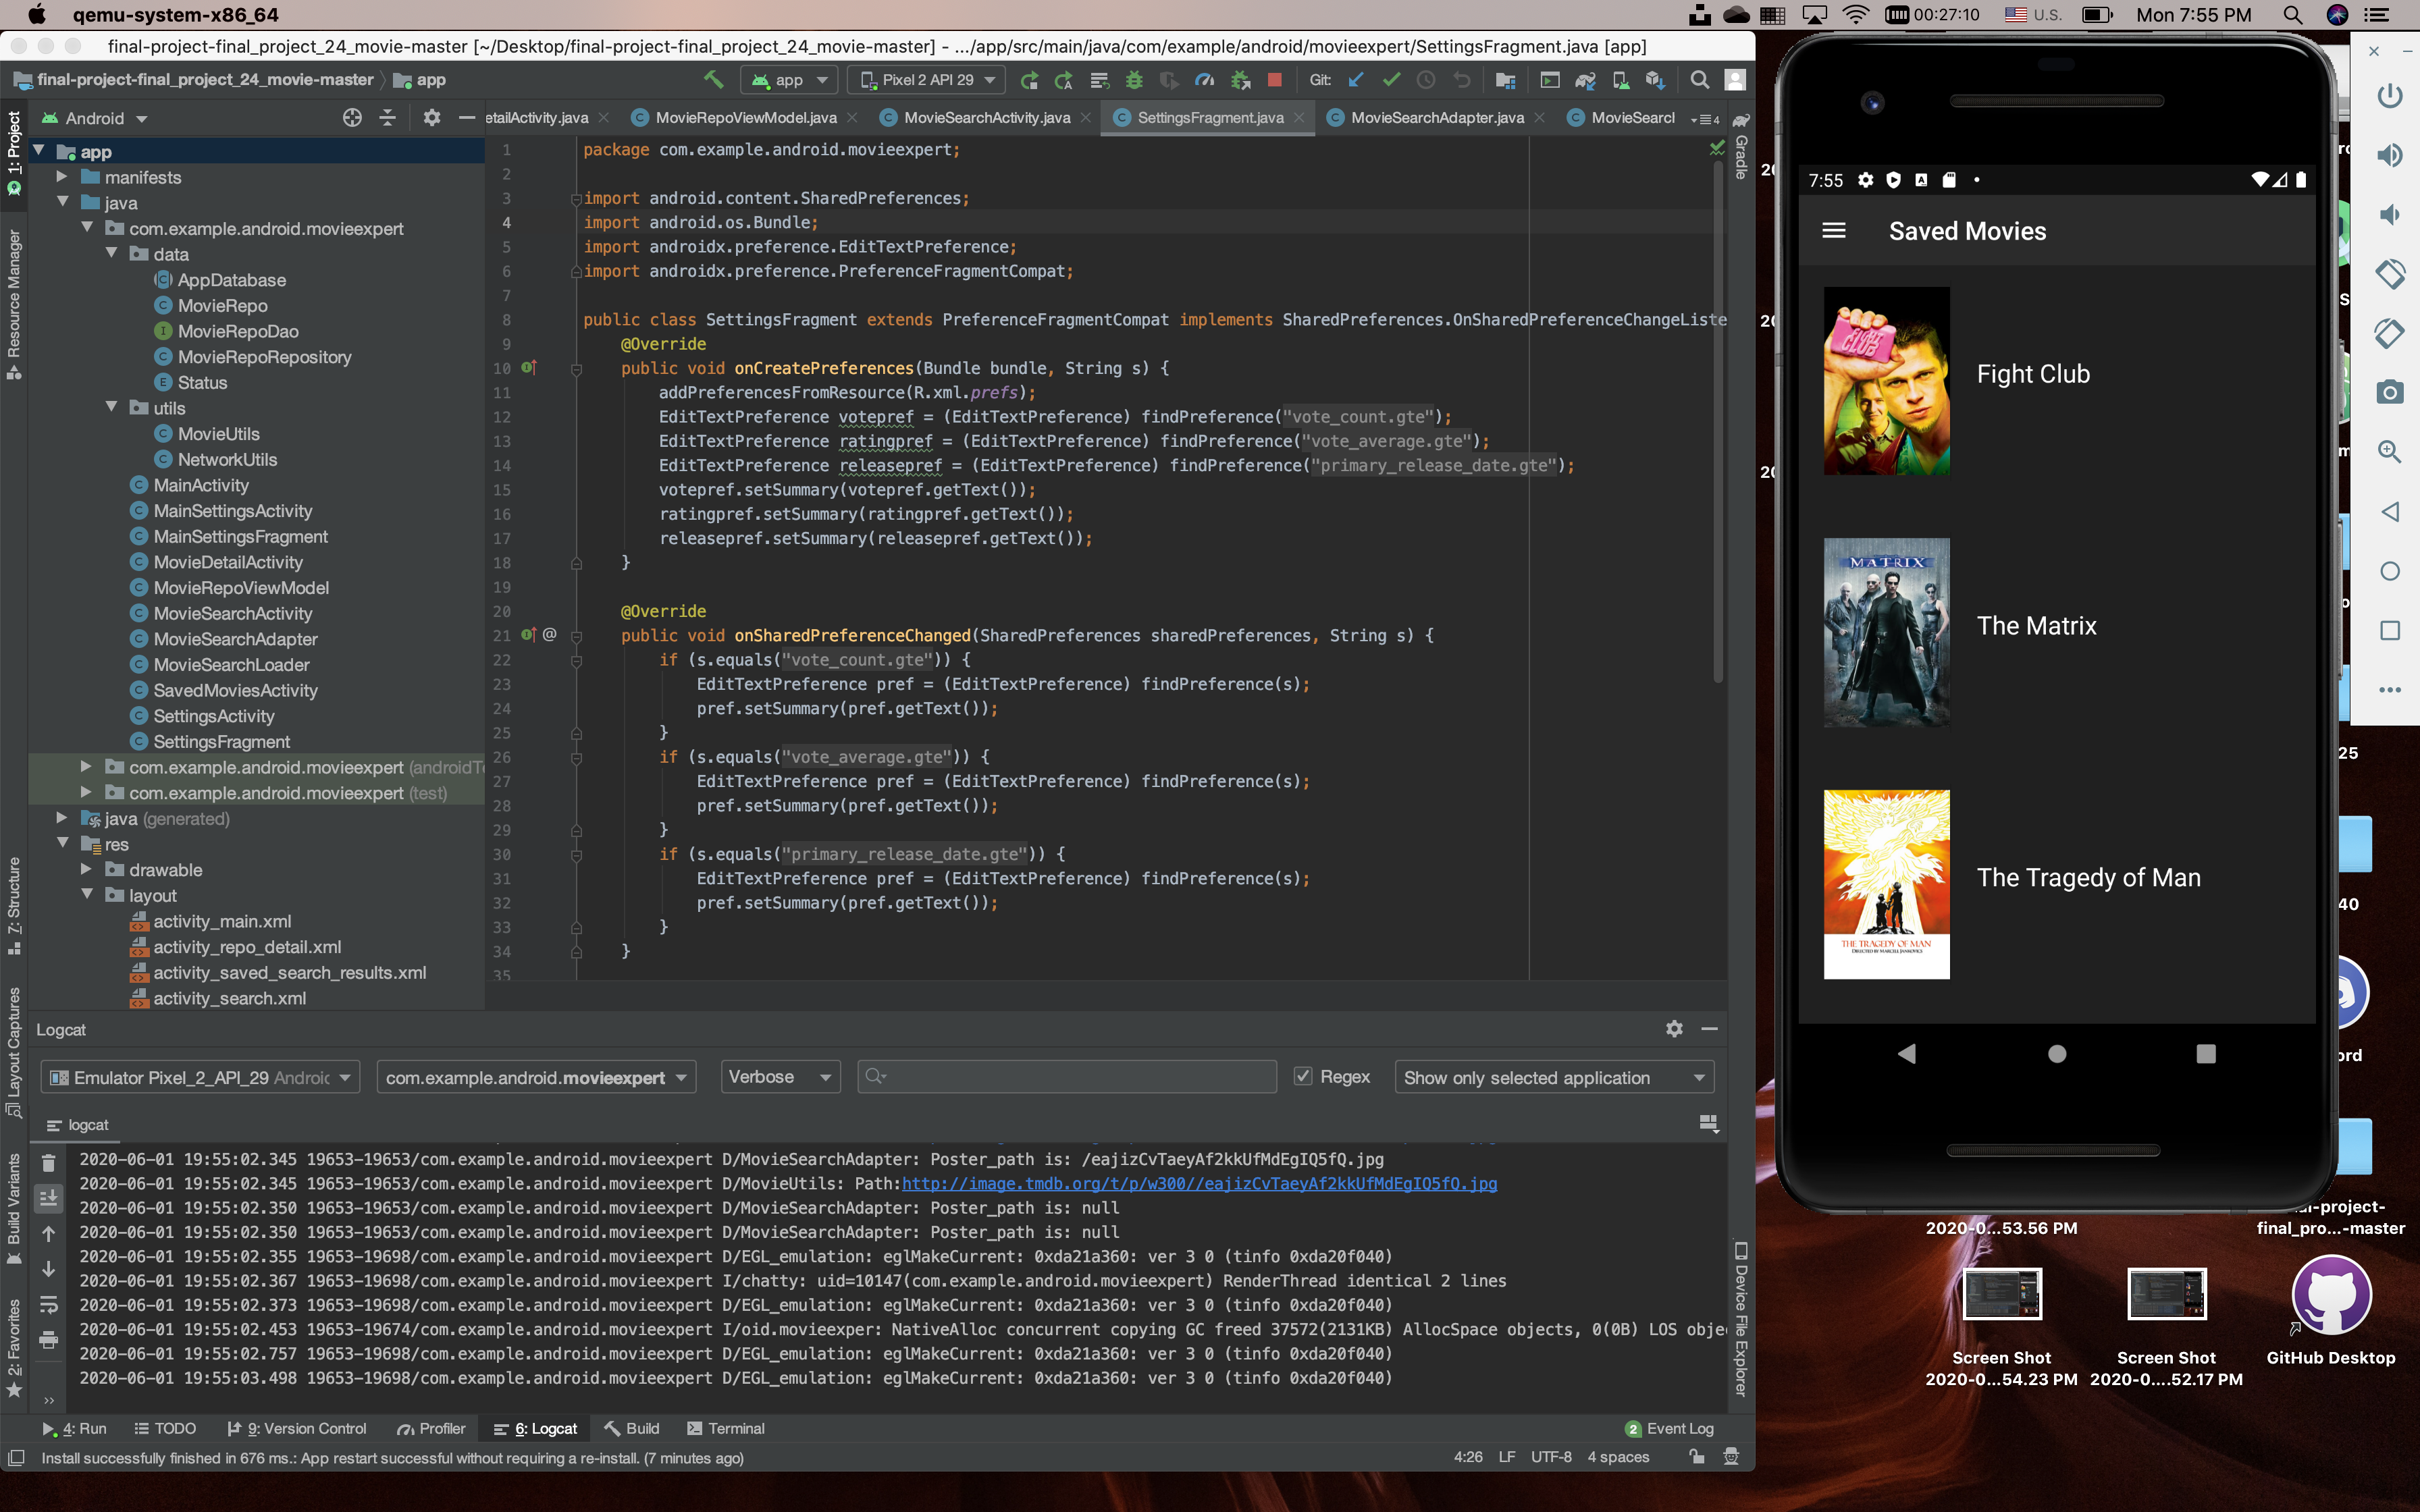 qemu-system-x86_64
00:27:10
U.S.
Mon 7:55 PM
final-project-final_project_24_movie-master [~/Desktop/final-project-final_project_24_movie-master] - .../app/src/main/java/com/example/android/movieexpert/SettingsFragment.java [app]
final-project-final_project_24_movie-master
app
app
Pixel 2 API 29
Git:
Android
etailActivity.java
MovieRepoViewModel.java
MovieSearchActivity.java
SettingsFragment.java
MovieSearchAdapter.java
MovieSearcl
4
1: Project
Resource Manager
7: Structure
Layout Captures
Build Variants
2: Favorites
Gradle
Device File Explorer
app
manifests
java
com.example.android.movieexpert
data
AppDatabase
MovieRepo
MovieRepoDao
MovieRepoRepository
Status
utils
MovieUtils
NetworkUtils
MainActivity
MainSettingsActivity
MainSettingsFragment
MovieDetailActivity
MovieRepoViewModel
MovieSearchActivity
MovieSearchAdapter
MovieSearchLoader
SavedMoviesActivity
SettingsActivity
SettingsFragment
com.example.android.movieexpert (androidTe
com.example.android.movieexpert (test)
java (generated)
res
drawable
layout
activity_main.xml
activity_repo_detail.xml
activity_saved_search_results.xml
activity_search.xml
1 package com.example.android.movieexpert;
2
3 import android.content.SharedPreferences;
4 import android.os.Bundle;
5 import androidx.preference.EditTextPreference;
6 import androidx.preference.PreferenceFragmentCompat;
7
8 public class SettingsFragment extends PreferenceFragmentCompat implements SharedPreferences.OnSharedPreferenceChangeListe
9 @Override
10 public void onCreatePreferences(Bundle bundle, String s) {
11 addPreferencesFromResource(R.xml.prefs);
12 EditTextPreference votepref = (EditTextPreference) findPreference("vote_count.gte");
13 EditTextPreference ratingpref = (EditTextPreference) findPreference("vote_average.gte");
14 EditTextPreference releasepref = (EditTextPreference) findPreference("primary_release_date.gte");
15 votepref.setSummary(votepref.getText());
16 ratingpref.setSummary(ratingpref.getText());
17 releasepref.setSummary(releasepref.getText());
18 }
19
20 @Override
21 @ public void onSharedPreferenceChanged(SharedPreferences sharedPreferences, String s) {
22 if (s.equals("vote_count.gte")) {
23 EditTextPreference pref = (EditTextPreference) findPreference(s);
24 pref.setSummary(pref.getText());
25 }
26 if (s.equals("vote_average.gte")) {
27 EditTextPreference pref = (EditTextPreference) findPreference(s);
28 pref.setSummary(pref.getText());
29 }
30 if (s.equals("primary_release_date.gte")) {
31 EditTextPreference pref = (EditTextPreference) findPreference(s);
32 pref.setSummary(pref.getText());
33 }
34 }
35
Logcat
Emulator Pixel_2_API_29 Androic
com.example.android.movieexpert
Verbose
Regex
Show only selected application
logcat
2020-06-01 19:55:02.345 19653-19653/com.example.android.movieexpert D/MovieSearchAdapter: Poster_path is: /eajizCvTaeyAf2kkUfMdEgIQ5fQ.jpg
2020-06-01 19:55:02.345 19653-19653/com.example.android.movieexpert D/MovieUtils: Path:http://image.tmdb.org/t/p/w300//eajizCvTaeyAf2kkUfMdEgIQ5fQ.jpg
2020-06-01 19:55:02.350 19653-19653/com.example.android.movieexpert D/MovieSearchAdapter: Poster_path is: null
2020-06-01 19:55:02.350 19653-19653/com.example.android.movieexpert D/MovieSearchAdapter: Poster_path is: null
2020-06-01 19:55:02.355 19653-19698/com.example.android.movieexpert D/EGL_emulation: eglMakeCurrent: 0xda21a360: ver 3 0 (tinfo 0xda20f040)
2020-06-01 19:55:02.367 19653-19698/com.example.android.movieexpert I/chatty: uid=10147(com.example.android.movieexpert) RenderThread identical 2 lines
2020-06-01 19:55:02.373 19653-19698/com.example.android.movieexpert D/EGL_emulation: eglMakeCurrent: 0xda21a360: ver 3 0 (tinfo 0xda20f040)
2020-06-01 19:55:02.453 19653-19674/com.example.android.movieexpert I/oid.movieexper: NativeAlloc concurrent copying GC freed 37572(2131KB) AllocSpace objects, 0(0B) LOS obje
2020-06-01 19:55:02.757 19653-19698/com.example.android.movieexpert D/EGL_emulation: eglMakeCurrent: 0xda21a360: ver 3 0 (tinfo 0xda20f040)
2020-06-01 19:55:03.498 19653-19698/com.example.android.movieexpert D/EGL_emulation: eglMakeCurrent: 0xda21a360: ver 3 0 (tinfo 0xda20f040)
4: Run
TODO
9: Version Control
Profiler
6: Logcat
Build
Terminal
2 Event Log
Install successfully finished in 676 ms.: App restart successful without requiring a re-install. (7 minutes ago)
4:26 LF UTF-8 4 spaces
7:55
Saved Movies
FIGHT CLUB
Fight Club
MATRIX
The Matrix
THE TRAGEDY OF MAN
DIRECTED BY MARCELL JANKOVICS
The Tragedy of Man
20
20
20
25
40
ord
al-project-
final_pro...-master
2020-0...53.56 PM
Screen Shot
2020-0...54.23 PM
Screen Shot
2020-0....52.17 PM
GitHub Desktop